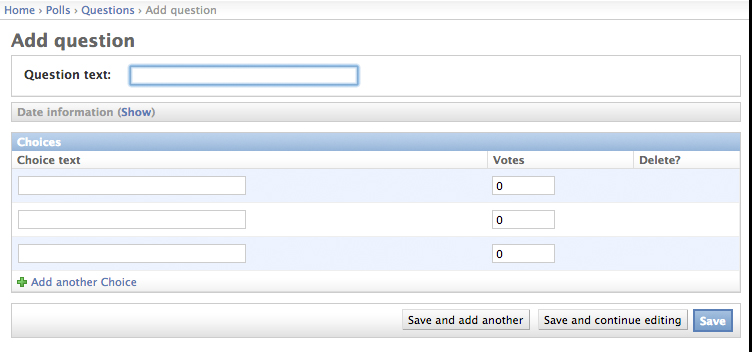 Home › Polls › Questions › Add question
Add question
Question text:
Date information (Show)
Choices
Choice text Votes Delete?
0
0
0
Add another Choice
Save and add another Save and continue editing Save